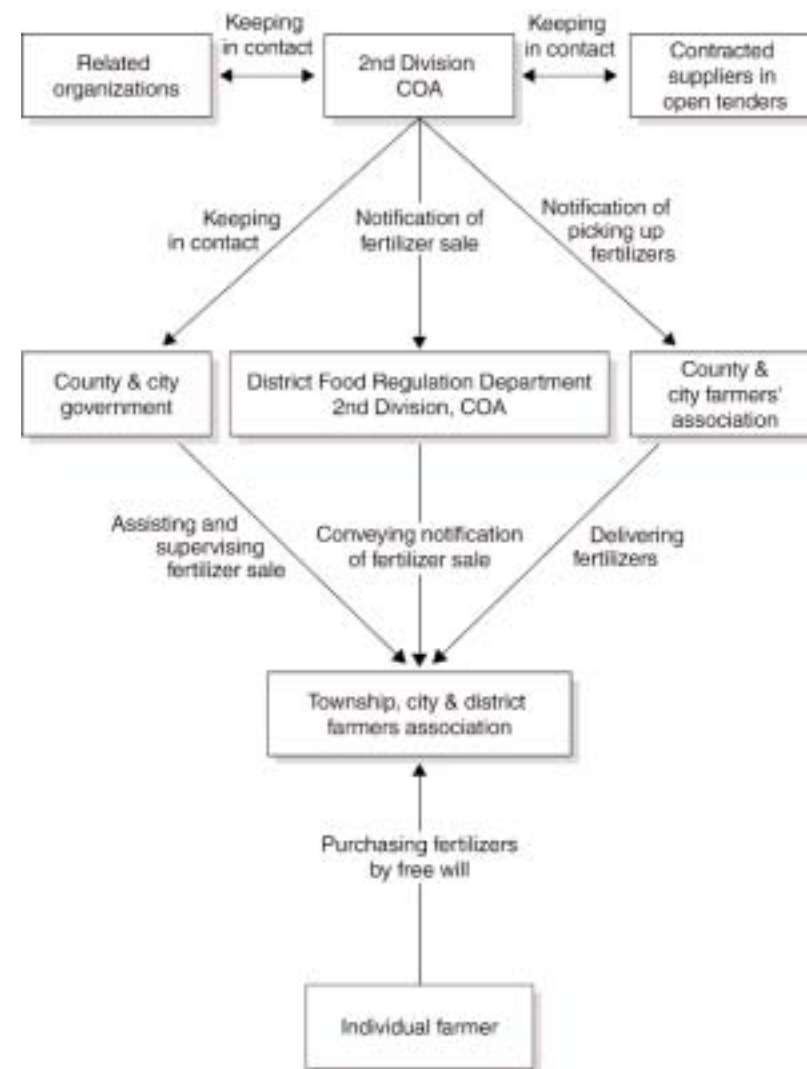 Keeping
in contact
Keeping
in contact
Related
organizations
2nd Division
COA
Contracted
suppliers in
open tenders
Keeping
in contact
Notification of
fertilizer sale
Notification of
picking up
fertilizers
County & city
government
District Food Regulation Department
2nd Division, COA
County &
city farmers'
association
Assisting and
supervising
fertilizer sale
Conveying notification
of fertilizer sale
Delivering
fertilizers
Township, city & district
farmers association
Purchasing fertilizers
by free will
Individual farmer